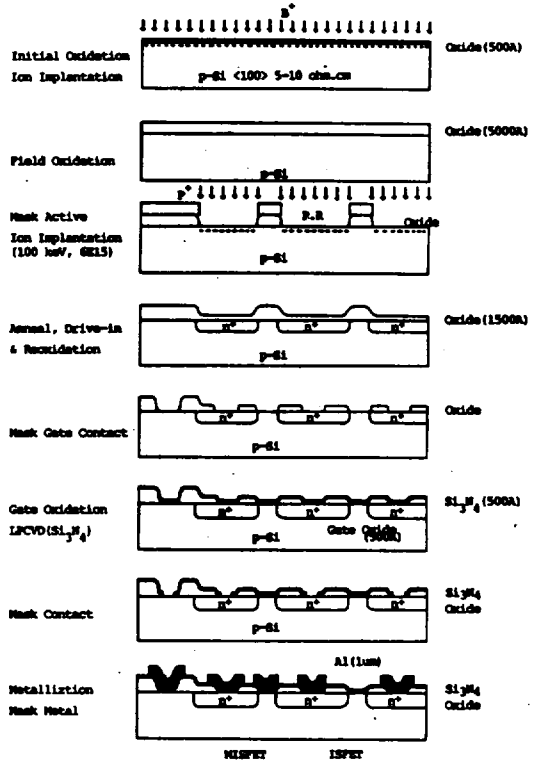 B⁺
Initial Oxidation
Ion Implantation
Oxide(500A)
p-Si <100> 5-10 ohm.cm
Field Oxidation
Oxide(5000A)
p-Si
P⁺
Mask Active
Ion Implantation
(100 keV, 6E15)
P.R
Oxide
p-Si
Anneal, Drive-in
& Reoxidation
Oxide(1500A)
n⁺ n⁺ n⁺
p-Si
Mask Gate Contact
Oxide
n⁺ n⁺ n⁺
p-Si
Gate Oxidation
LPCVD(Si₃N₄)
Si₃N₄(500A)
n⁺ n⁺ n⁺
p-Si
Gate Oxide
(500A)
Mask Contact
Si₃N₄
Oxide
n⁺ n⁺ n⁺
p-Si
Al(1um)
Metalliztion
Mask Metal
Si₃N₄
Oxide
n⁺ n⁺ n⁺
MISFET ISFET